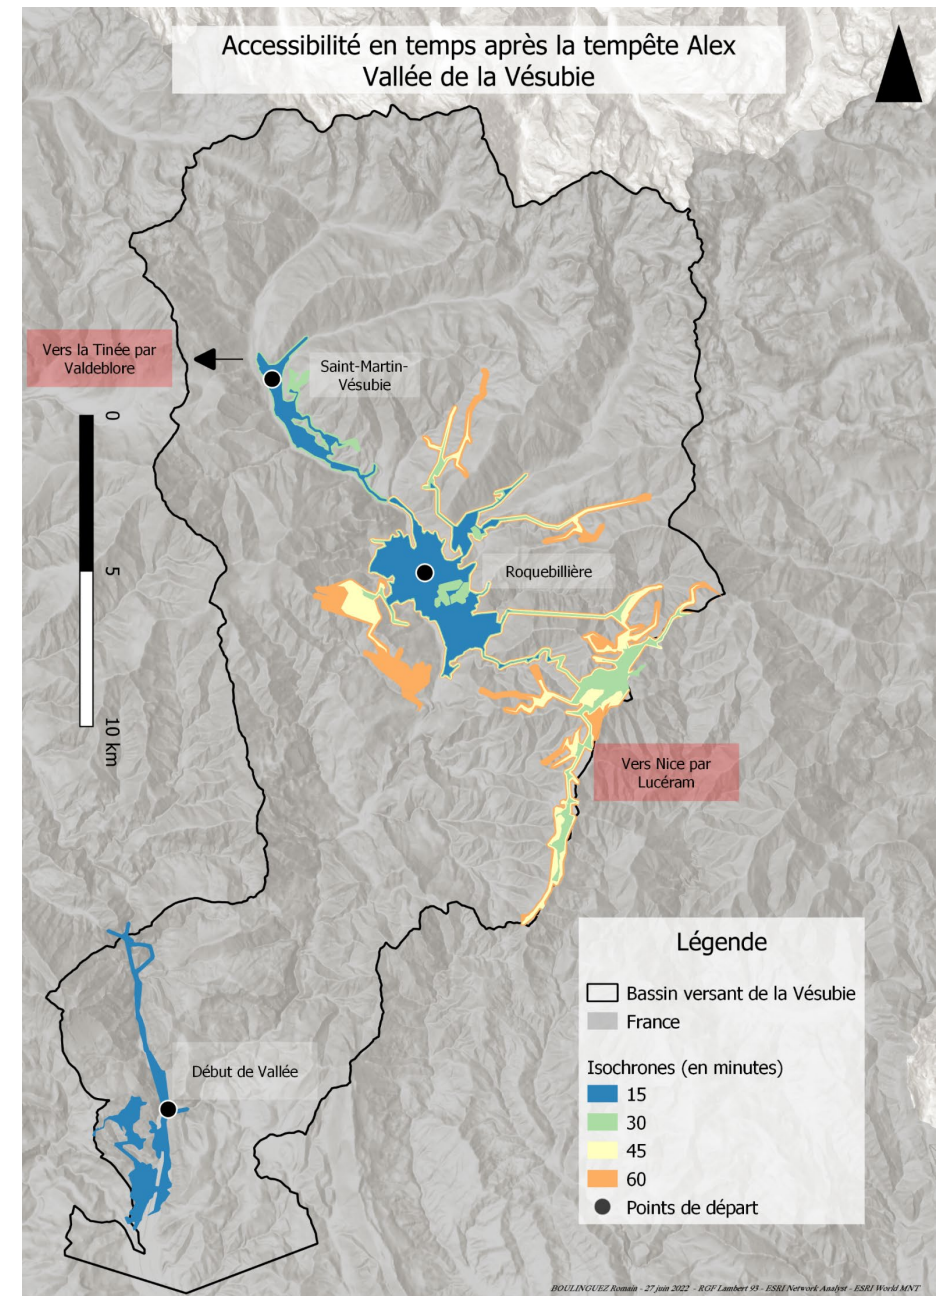 Accessibilité en temps après la tempête Alex
Vallée de la Vésubie
Vers la Tinée par
Valdeblore
Saint-Martin-
Vésubie
0
5
10 km
Roquebillière
Vers Nice par
Lucéram
Début de Vallée
Légende
Bassin versant de la Vésubie
France
Isochrones (en minutes)
15
30
45
60
Points de départ
BOULINGUEZ Romain - 27 juin 2022 - RGF Lambert 93 - ESRI Network Analyst - ESRI World MNT